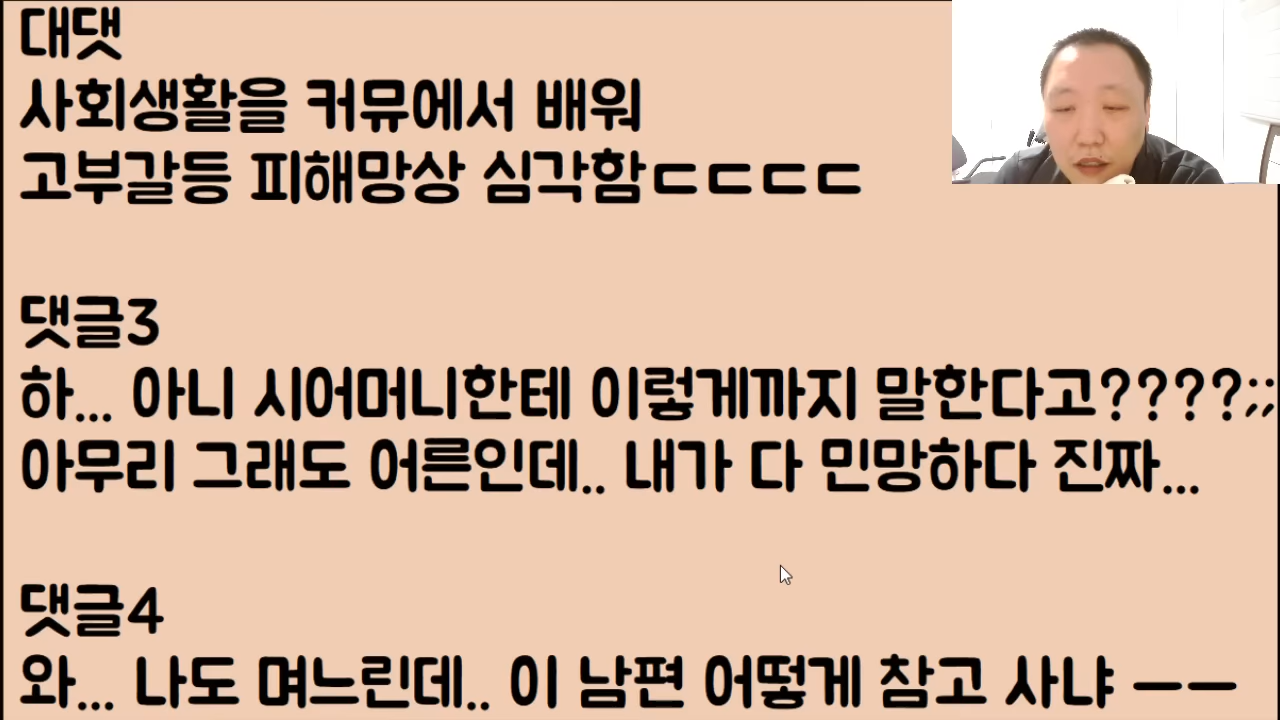 대댓
사회생활을 커뮤에서 배워
고부갈등 피해망상 심각함ㄷㄷㄷㄷ
댓글3
하... 아니 시어머니한테 이렇게까지 말한다고????;;
아무리 그래도 어른인데.. 내가 다 민망하다 진짜...
댓글4
와... 나도 며느린데.. 이 남편 어떻게 참고 사냐 ㅡㅡ